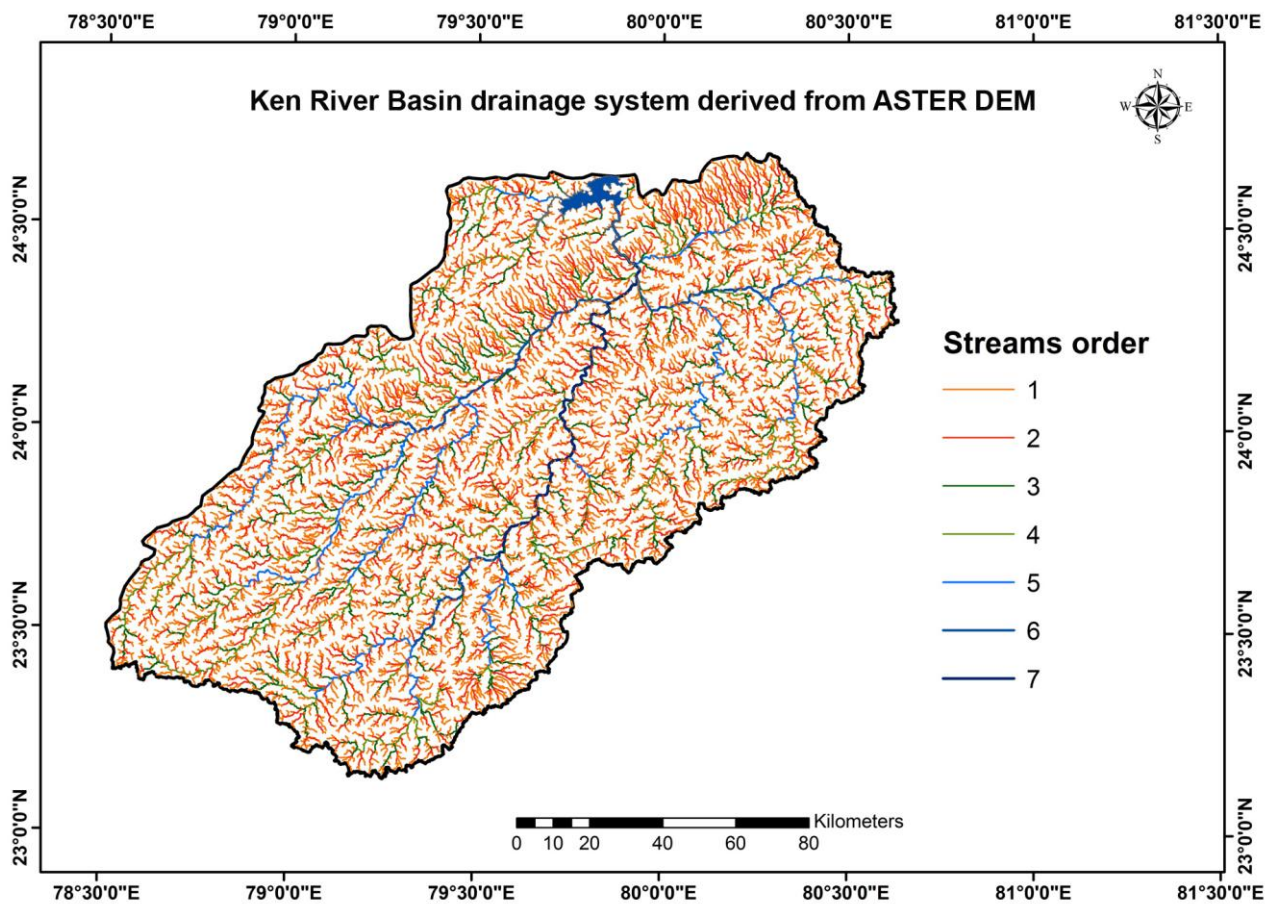 78°30'0"E 79°0'0"E 79°30'0"E 80°0'0"E 80°30'0"E 81°0'0"E 81°30'0"E
Ken River Basin drainage system derived from ASTER DEM
N
W E
S
24°30'0"N
24°0'0"N
23°30'0"N
23°0'0"N
24°30'0"N
24°0'0"N
23°30'0"N
23°0'0"N
Streams order
1
2
3
4
5
6
7
Kilometers
0 10 20 40 60 80
78°30'0"E 79°0'0"E 79°30'0"E 80°0'0"E 80°30'0"E 81°0'0"E 81°30'0"E